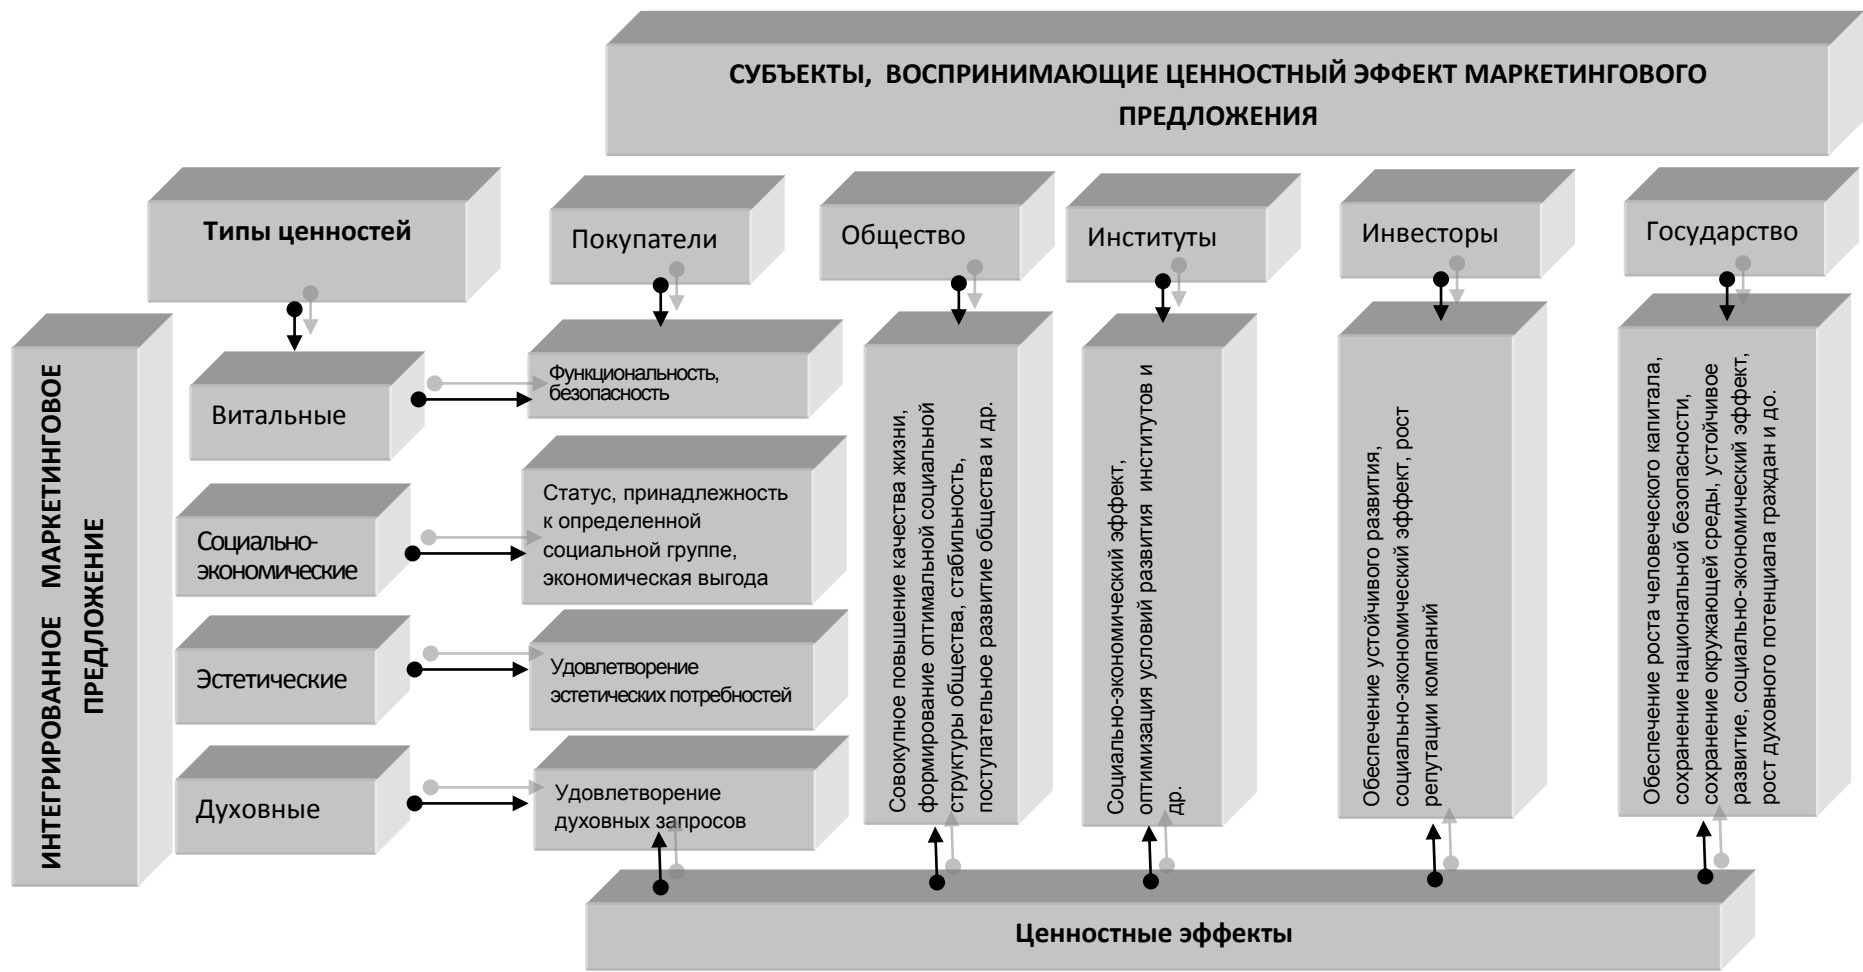 СУБЪЕКТЫ, ВОСПРИНИМАЮЩИЕ ЦЕННОСТНЫЙ ЭФФЕКТ МАРКЕТИНГОВОГО
ПРЕДЛОЖЕНИЯ
Типы ценностей
Покупатели
Общество
Институты
Инвесторы
Государство
ИНТЕГРИРОВАННОЕ МАРКЕТИНГОВОЕ
ПРЕДЛОЖЕНИЕ
Витальные
Функциональность,
безопасность
Социально-
экономические
Статус, принадлежность
к определенной
социальной группе,
экономическая выгода
Эстетические
Удовлетворение
эстетических потребностей
Духовные
Удовлетворение
духовных запросов
Совокупное повышение качества жизни,
формирование оптимальной социальной
структуры общества, стабильность,
поступательное развитие общества и др.
Социально-экономический эффект,
оптимизация условий развития институтов и
др.
Обеспечение устойчивого развития,
социально-экономический эффект, рост
репутации компаний
Обеспечение роста человеческого капитала,
сохранение национальной безопасности,
сохранение окружающей среды, устойчивое
развитие, социально-экономический эффект,
рост духовного потенциала граждан и до.
Ценностные эффекты